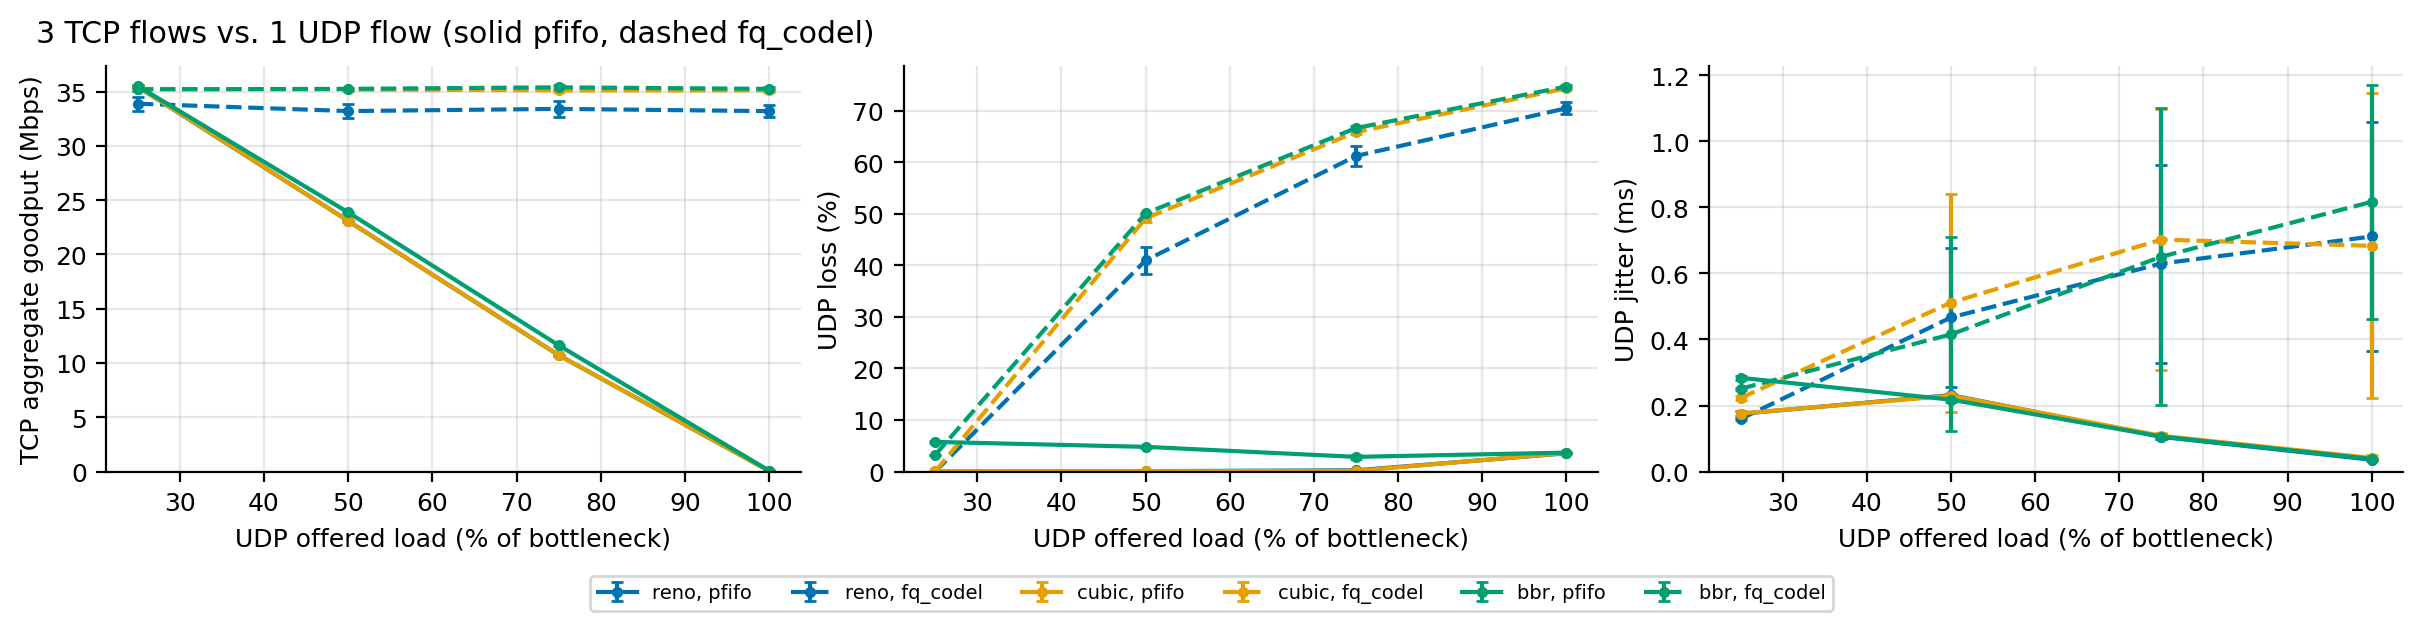 3 TCP flows vs. 1 UDP flow (solid pfifo, dashed fq_codel)
TCP aggregate goodput (Mbps)
35
30
25
20
15
10
5
0
30 40 50 60 70 80 90 100
UDP offered load (% of bottleneck)
UDP loss (%)
70
60
50
40
30
20
10
0
30 40 50 60 70 80 90 100
UDP offered load (% of bottleneck)
UDP jitter (ms)
1.2
1.0
0.8
0.6
0.4
0.2
0.0
30 40 50 60 70 80 90 100
UDP offered load (% of bottleneck)
reno, pfifo reno, fq_codel cubic, pfifo cubic, fq_codel bbr, pfifo bbr, fq_codel